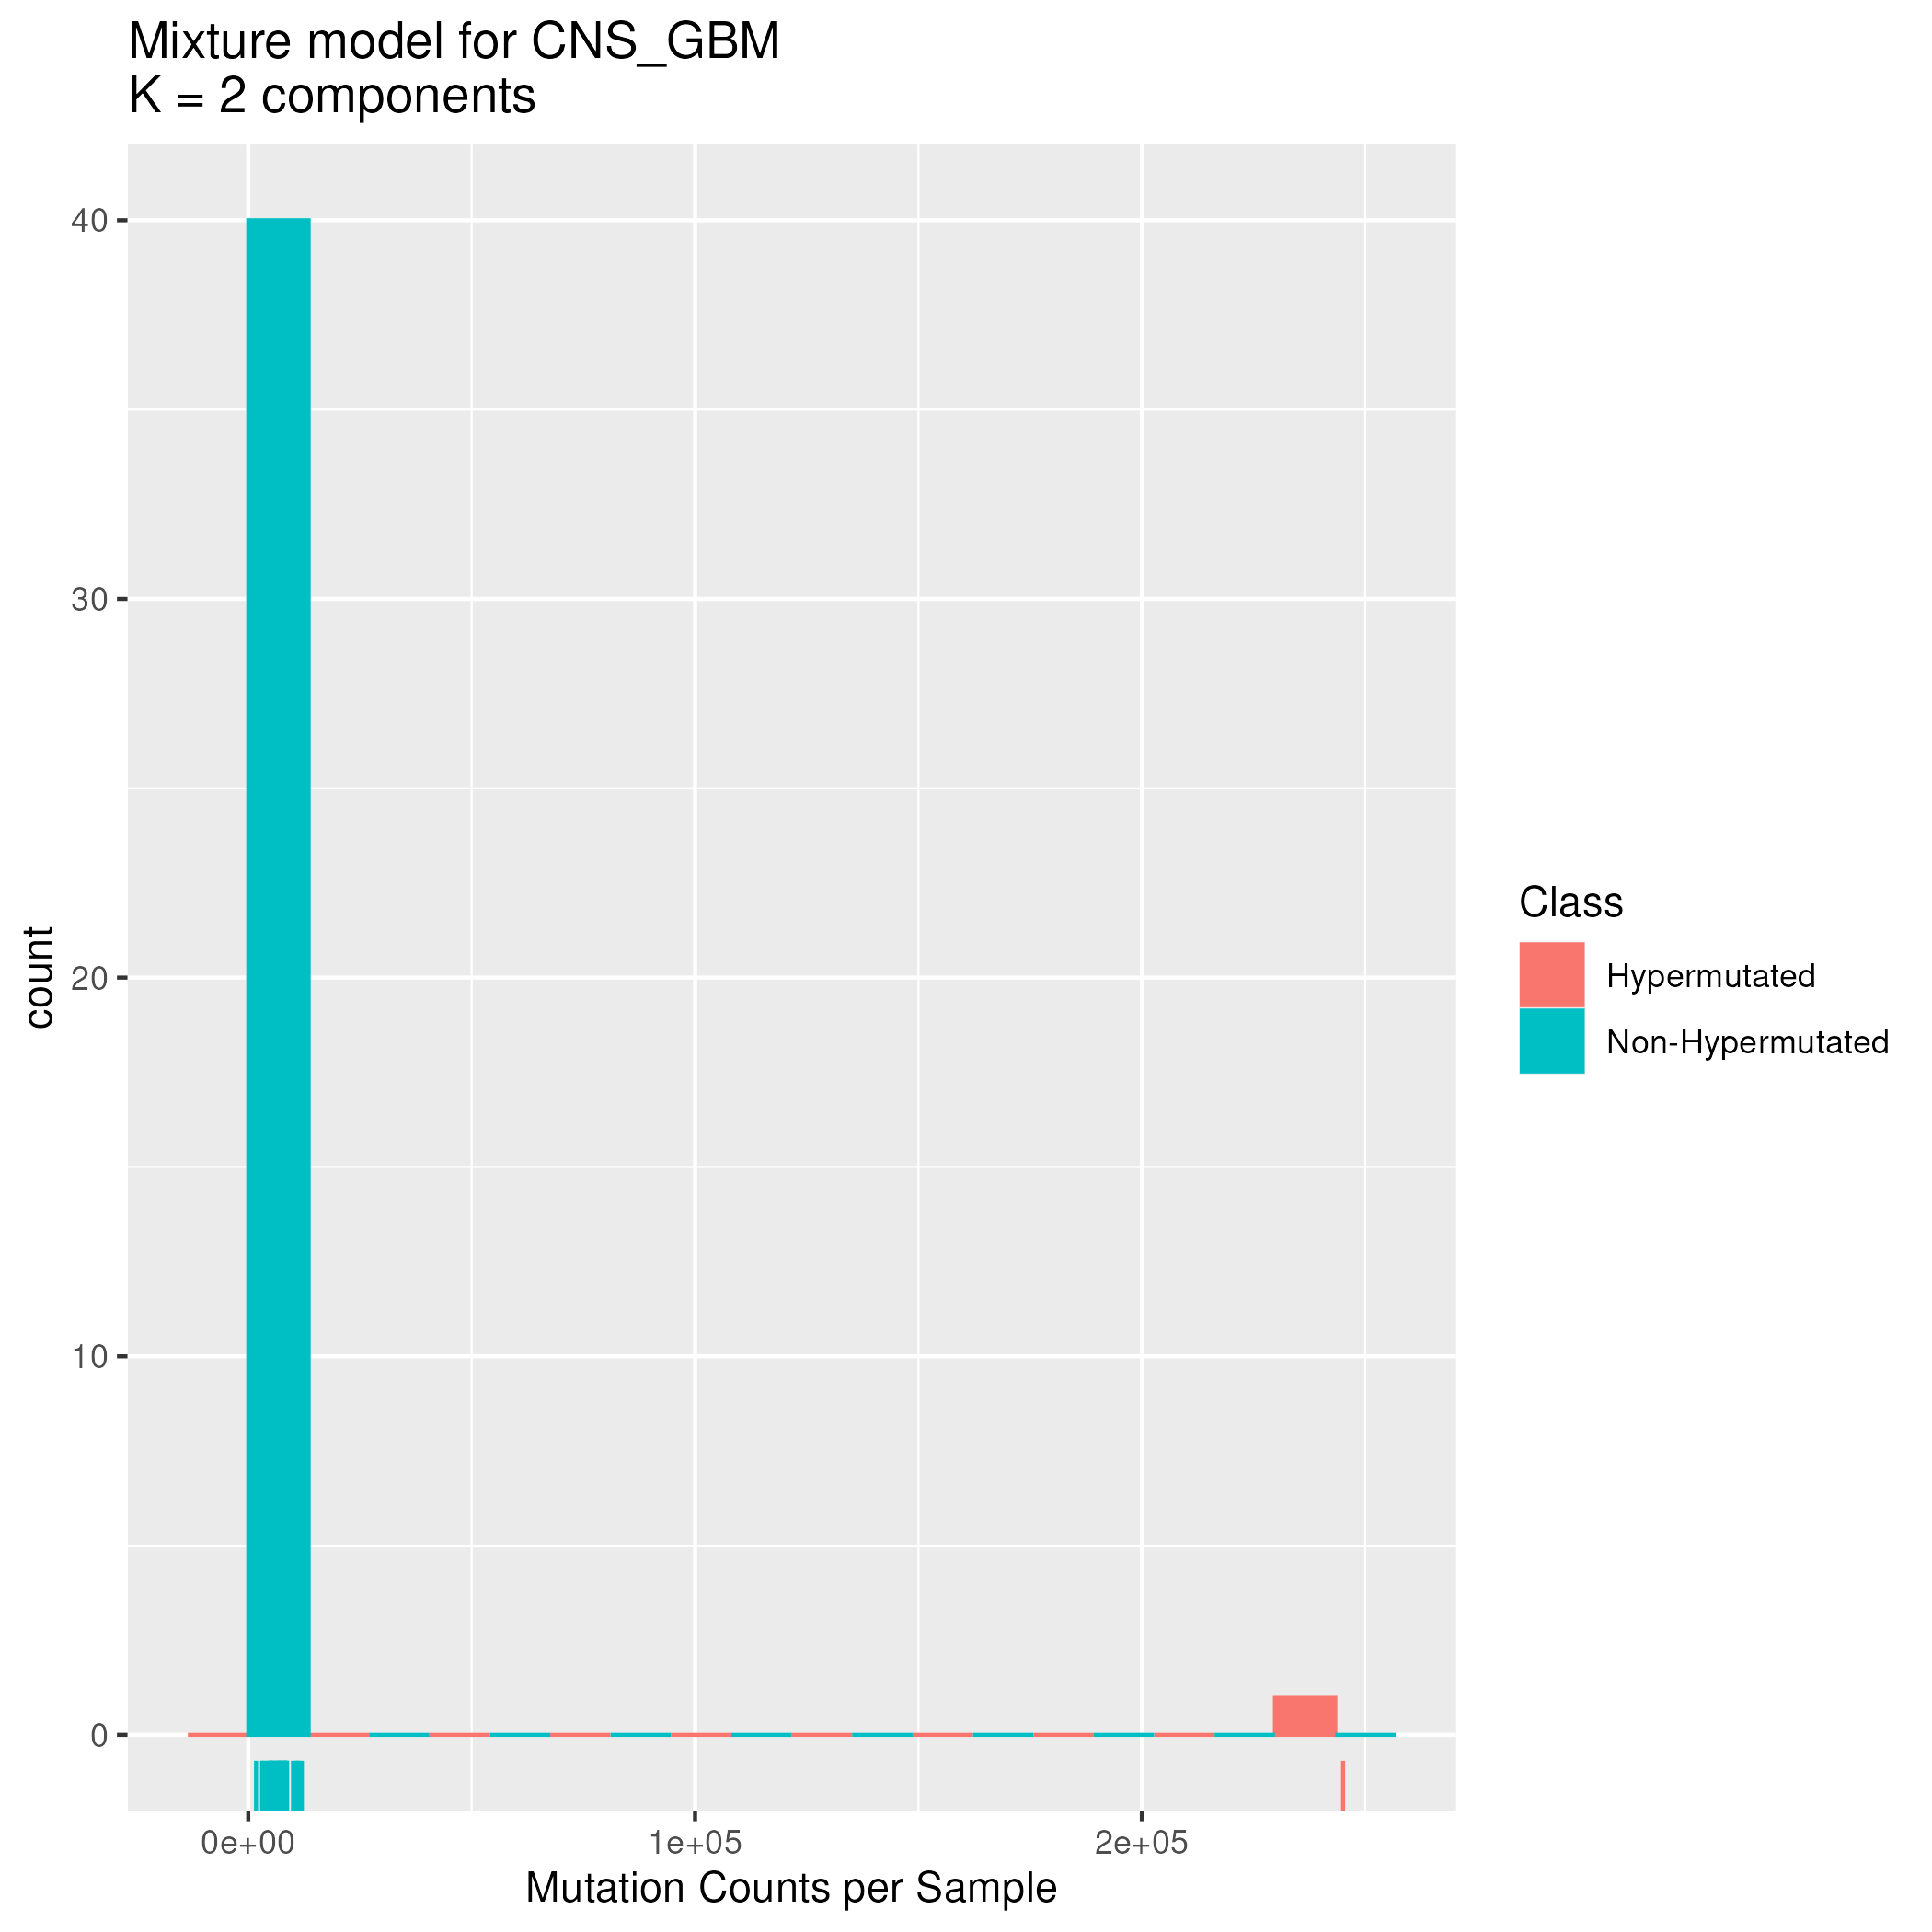 Mixture model for CNS_GBM
K = 2 components
40
30
20
10
0
count
0e+00 1e+05 2e+05
Mutation Counts per Sample
Class
Hypermutated
Non-Hypermutated